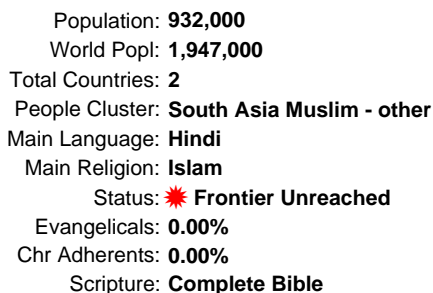 Population: 932,000
World Popl: 1,947,000
Total Countries: 2
People Cluster: South Asia Muslim - other
Main Language: Hindi
Main Religion: Islam
Status: Frontier Unreached
Evangelicals: 0.00%
Chr Adherents: 0.00%
Scripture: Complete Bible